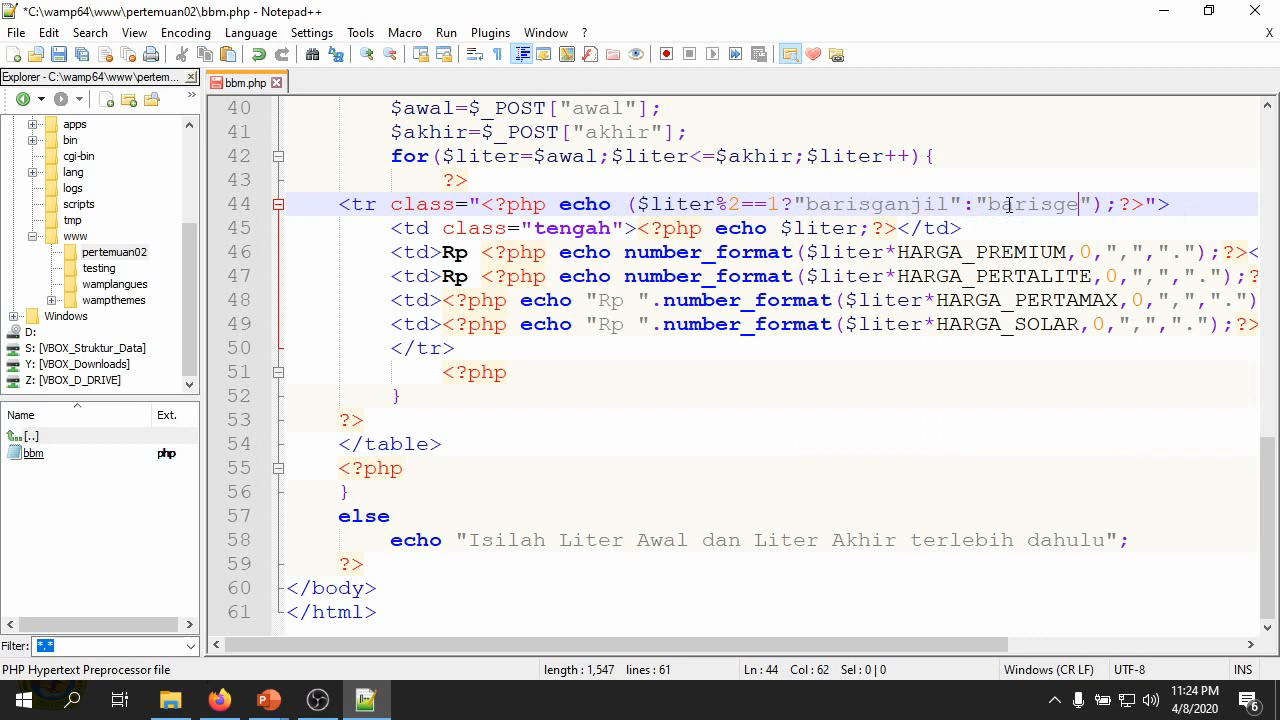 *C:\wamp64\www\pertemuan02\bbm.php - Notepad++
File Edit Search View Encoding Language Settings Tools Macro Run Plugins Window ? X
Explorer - C:\wamp64\www\pertem...
bbm.php
apps
bin
cgi-bin
lang
logs
scripts
tmp
www
pertemuan02
testing
wamplangues
wampthemes
Windows
D:
S: [VBOX_Struktur_Data]
Y: [VBOX_Downloads]
Z: [VBOX_D_DRIVE]
Name Ext.
[..]
bbm php
Filter: *.*
40 $awal=$_POST["awal"];
41 $akhir=$_POST["akhir"];
42 for($liter=$awal;$liter<=$akhir;$liter++){
43 ?>
44 <tr class="<?php echo ($liter%2==1?"barisganjil":"barisge");?>">
45 <td class="tengah"><?php echo $liter;?></td>
46 <td>Rp <?php echo number_format($liter*HARGA_PREMIUM,0,",",".");?><
47 <td>Rp <?php echo number_format($liter*HARGA_PERTALITE,0,",",".");?
48 <td><?php echo "Rp ".number_format($liter*HARGA_PERTAMAX,0,",",".")
49 <td><?php echo "Rp ".number_format($liter*HARGA_SOLAR,0,",",".");?>
50 </tr>
51 <?php
52 }
53 ?>
54 </table>
55 <?php
56 }
57 else
58 echo "Isilah Liter Awal dan Liter Akhir terlebih dahulu";
59 ?>
60 </body>
61 </html>
PHP Hypertext Preprocessor file length : 1,547 lines : 61 Ln : 44 Col : 62 Sel : 0 | 0 Windows (CR LF) UTF-8 INS
11:24 PM
4/8/2020
6